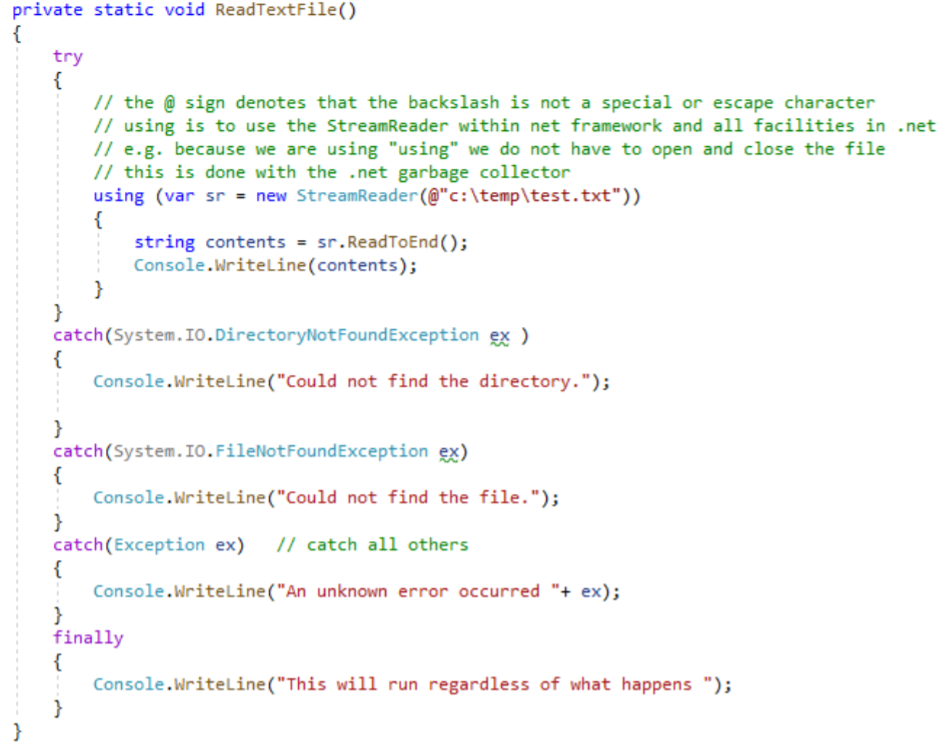 private static void ReadTextFile()
{
    try
    {
        // the @ sign denotes that the backslash is not a special or escape character
        // using is to use the StreamReader within net framework and all facilities in .net
        // e.g. because we are using "using" we do not have to open and close the file
        // this is done with the .net garbage collector
        using (var sr = new StreamReader(@"c:\temp\test.txt"))
        {
            string contents = sr.ReadToEnd();
            Console.WriteLine(contents);
        }
    }
    catch(System.IO.DirectoryNotFoundException ex )
    {
        Console.WriteLine("Could not find the directory.");

    }
    catch(System.IO.FileNotFoundException ex)
    {
        Console.WriteLine("Could not find the file.");
    }
    catch(Exception ex)   // catch all others
    {
        Console.WriteLine("An unknown error occurred "+ ex);
    }
    finally
    {
        Console.WriteLine("This will run regardless of what happens ");
    }
}